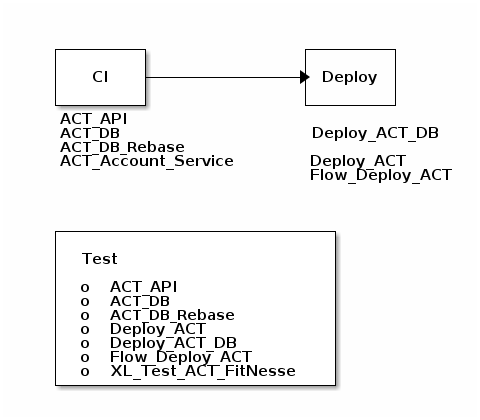 CI
Deploy
ACT_API
ACT_DB
ACT_DB_Rebase
ACT_Account_Service
Deploy_ACT_DB
Deploy_ACT
Flow_Deploy_ACT
Test
o ACT_API
o ACT_DB
o ACT_DB_Rebase
o Deploy_ACT
o Deploy_ACT_DB
o Flow_Deploy_ACT
o XL_Test_ACT_FitNesse